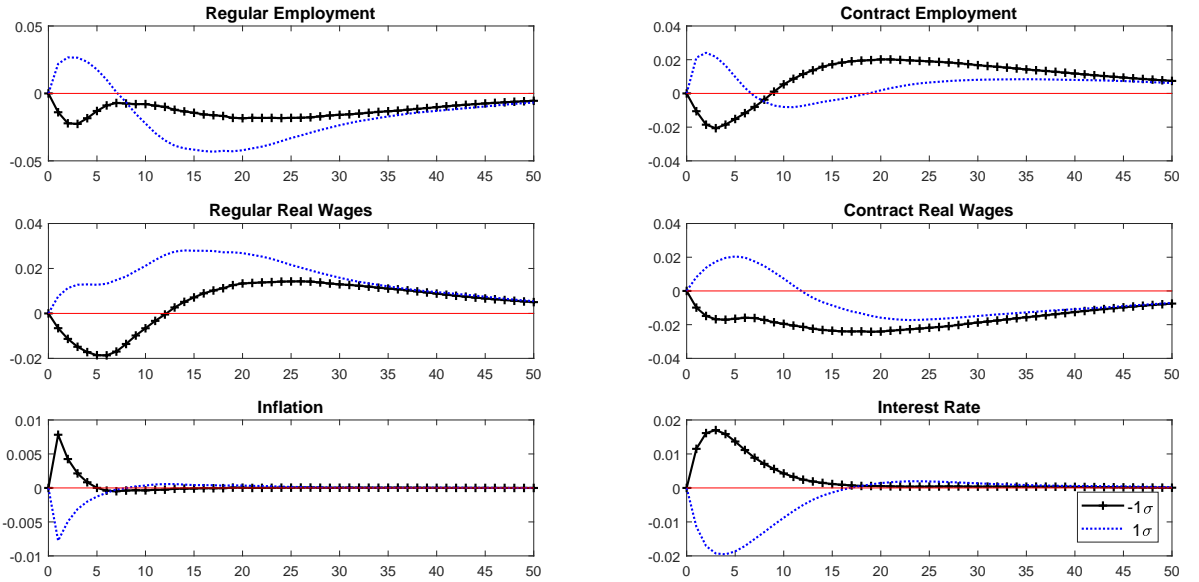 Regular Employment
0.05
0
-0.05
0 5 10 15 20 25 30 35 40 45 50
Contract Employment
0.04
0.02
0
-0.02
-0.04
0 5 10 15 20 25 30 35 40 45 50
Regular Real Wages
0.04
0.02
0
-0.02
0 5 10 15 20 25 30 35 40 45 50
Contract Real Wages
0.04
0.02
0
-0.02
-0.04
0 5 10 15 20 25 30 35 40 45 50
Inflation
0.01
0.005
0
-0.005
-0.01
0 5 10 15 20 25 30 35 40 45 50
Interest Rate
0.02
0.01
0
-0.01
-0.02
0 5 10 15 20 25 30 35 40 45 50
-1σ
1σ